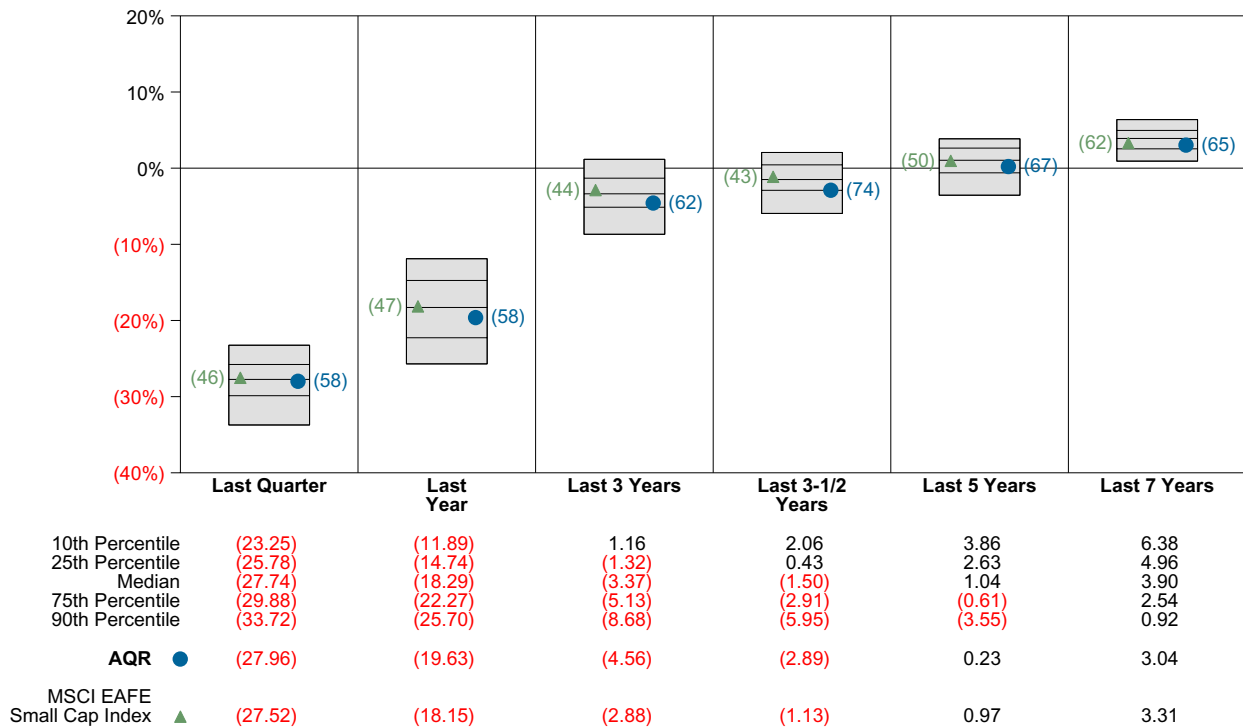 20%
10%
0%
(10%)
(20%)
(30%)
(40%)
(46) (58)
(47) (58)
(44) (62)
(43) (74)
(50) (67)
(62) (65)
Last Quarter Last Year Last 3 Years Last 3-1/2 Years Last 5 Years Last 7 Years
10th Percentile (23.25) (11.89) 1.16 2.06 3.86 6.38
25th Percentile (25.78) (14.74) (1.32) 0.43 2.63 4.96
Median (27.74) (18.29) (3.37) (1.50) 1.04 3.90
75th Percentile (29.88) (22.27) (5.13) (2.91) (0.61) 2.54
90th Percentile (33.72) (25.70) (8.68) (5.95) (3.55) 0.92
AQR (27.96) (19.63) (4.56) (2.89) 0.23 3.04
MSCI EAFE
Small Cap Index (27.52) (18.15) (2.88) (1.13) 0.97 3.31